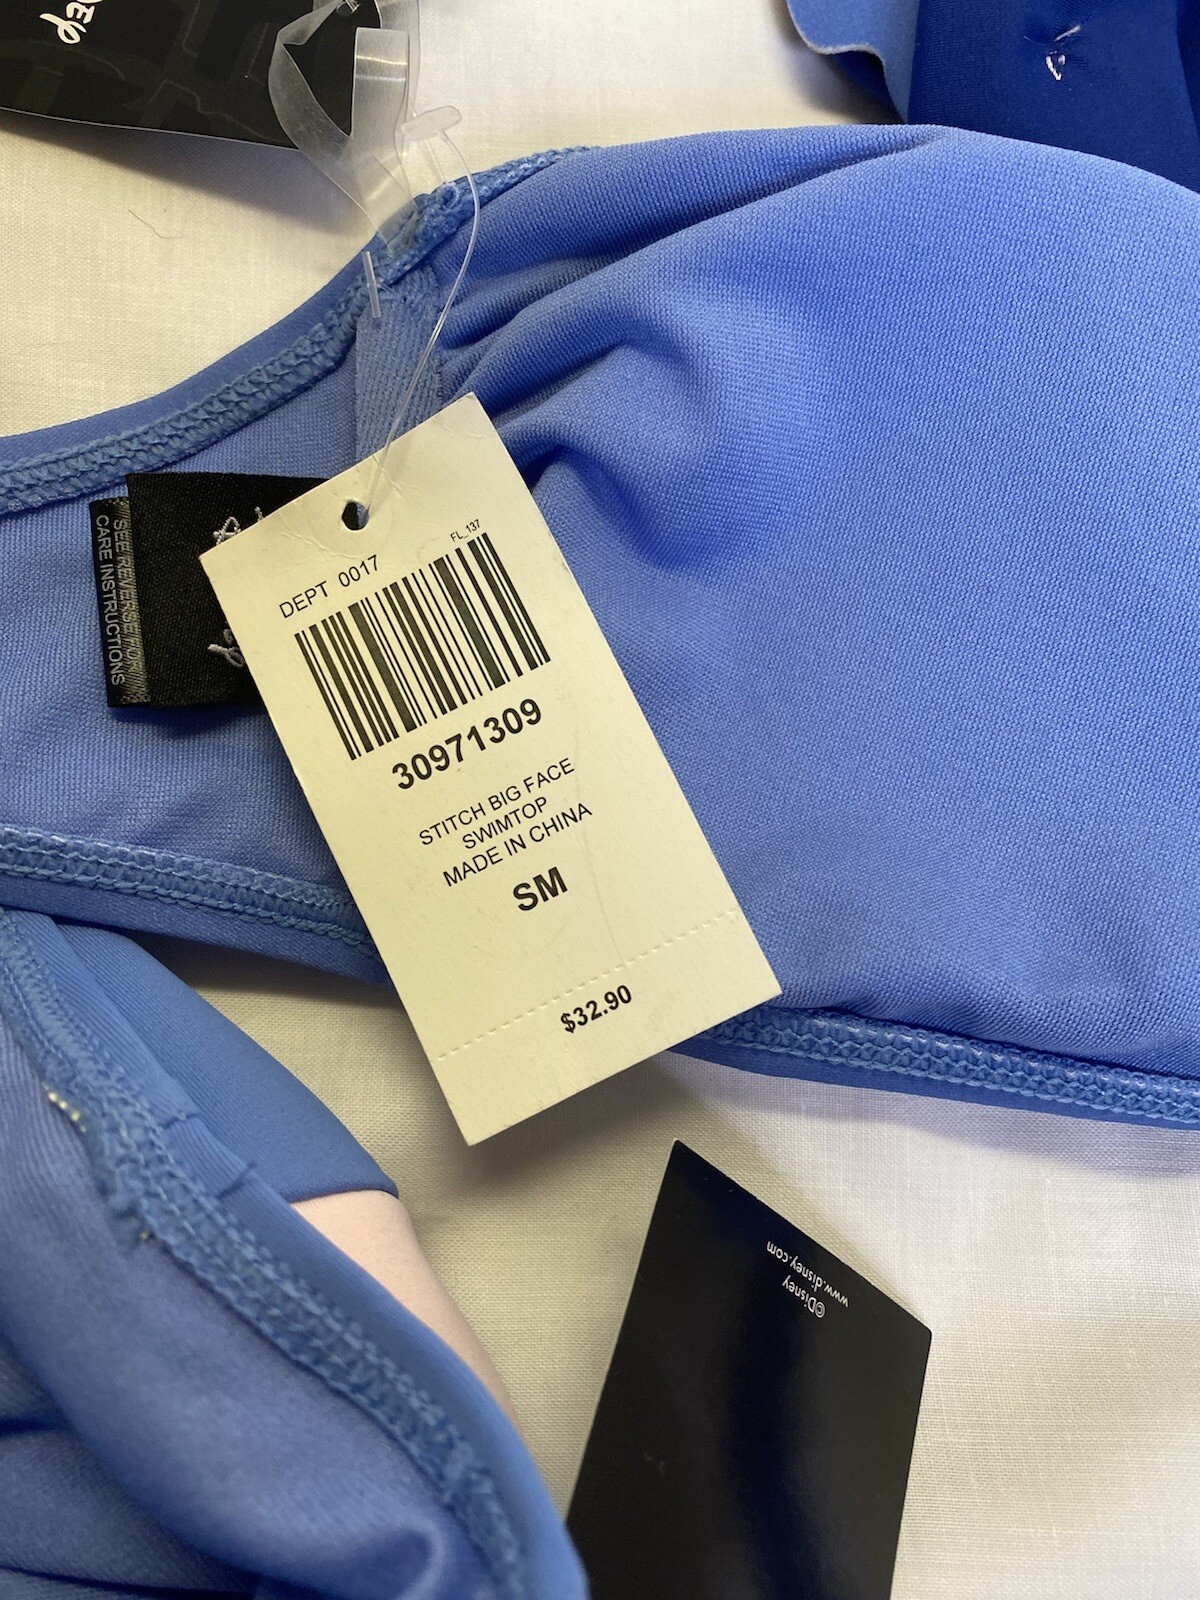 DEPT 0017
FL_137
30971309
STITCH BIG FACE
SWIMTOP
MADE IN CHINA
SM
$32.90
SEE REVERSE FOR
CARE INSTRUCTIONS
©Disney
www.disney.com